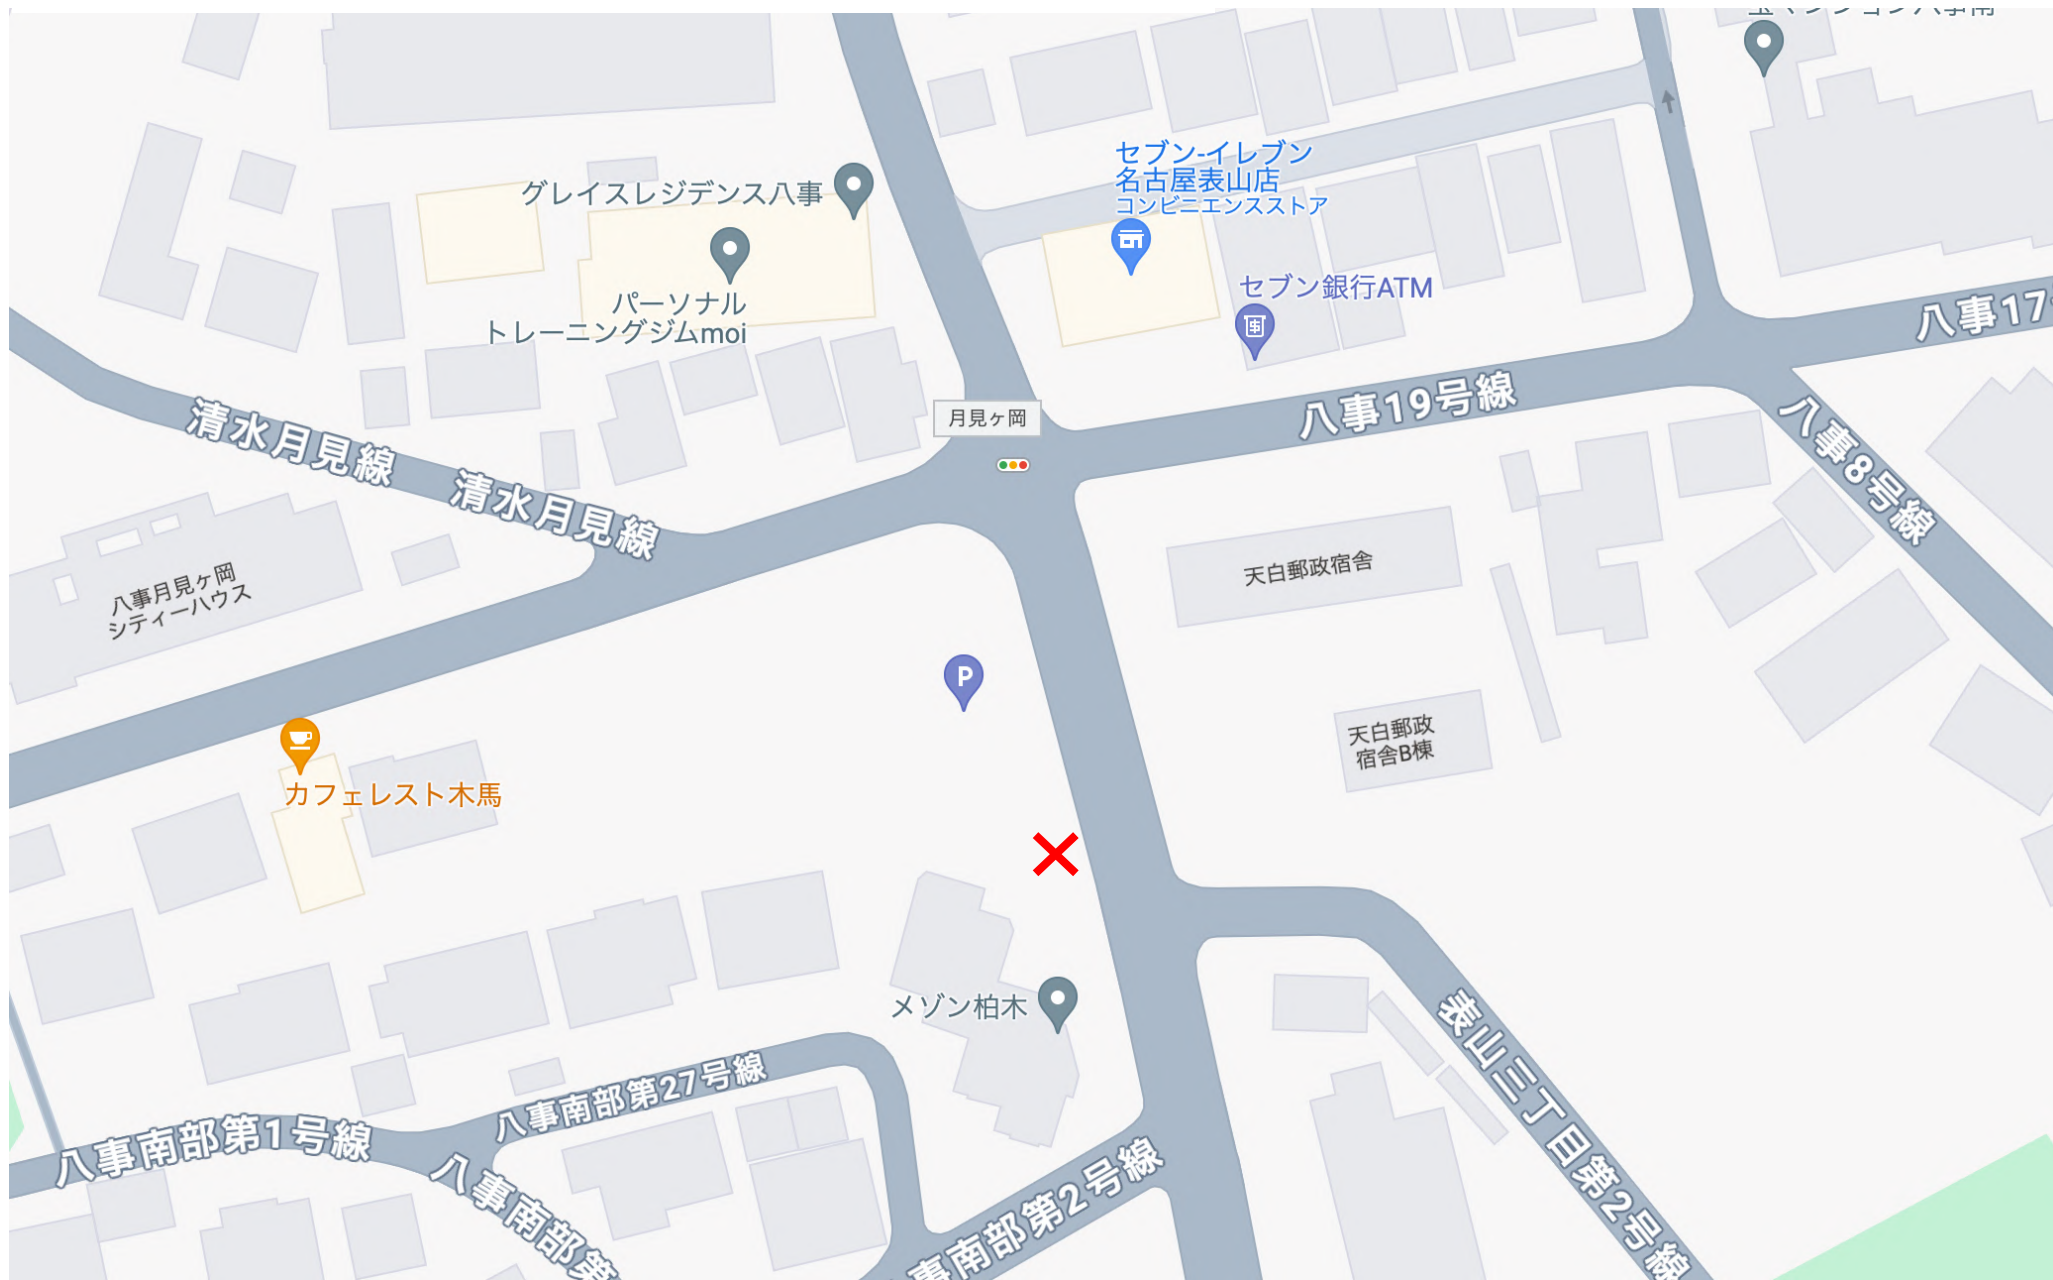 グレイスレジデンス八事
パーソナル
トレーニングジムmoi
セブン-イレブン
名古屋表山店
コンビニエンスストア
セブン銀行ATM
八事17
八事19号線
月見ヶ岡
清水月見線
清水月見線
八事8号線
天白郵政宿舎
八事月見ヶ岡
シティーハウス
P
天白郵政
宿舎B棟
カフェレスト木馬
メゾン柏木
表山三丁目第2号線
八事南部第27号線
八事南部第1号線
八事南部第
事南部第2号線